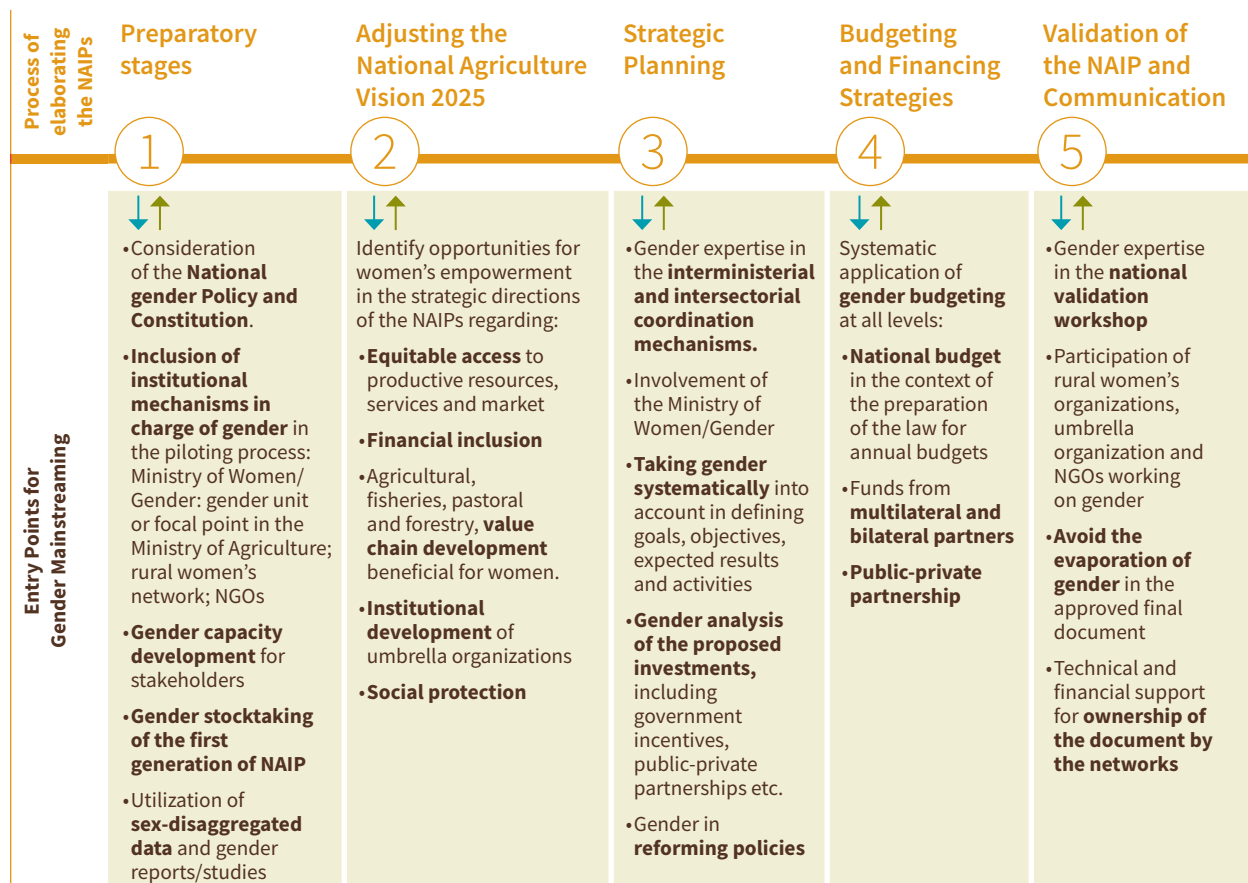 Process of
elaborating
the NAIPs
Preparatory
stages
Adjusting the
National Agriculture
Vision 2025
Strategic
Planning
Budgeting
and Financing
Strategies
Validation of
the NAIP and
Communication
1
2
3
4
5
Entry Points for
Gender Mainstreaming
•Consideration
of the National
gender Policy and
Constitution.
•Inclusion of
institutional
mechanisms in
charge of gender in
the piloting process:
Ministry of Women/
Gender: gender unit
or focal point in the
Ministry of Agriculture;
rural women's
network; NGOs
•Gender capacity
development for
stakeholders
•Gender stocktaking
of the first
generation of NAIP
•Utilization of
sex-disaggregated
data and gender
reports/studies
Identify opportunities for
women's empowerment
in the strategic directions
of the NAIPs regarding:
•Equitable access to
productive resources,
services and market
•Financial inclusion
•Agricultural,
fisheries, pastoral
and forestry, value
chain development
beneficial for women.
•Institutional
development of
umbrella organizations
•Social protection
•Gender expertise in
the interministerial
and intersectorial
coordination
mechanisms.
•Involvement of
the Ministry of
Women/Gender
•Taking gender
systematically into
account in defining
goals, objectives,
expected results
and activities
•Gender analysis
of the proposed
investments,
including
government
incentives,
public-private
partnerships etc.
•Gender in
reforming policies
Systematic
application of
gender budgeting
at all levels:
•National budget
in the context of
the preparation
of the law for
annual budgets
•Funds from
multilateral and
bilateral partners
•Public-private
partnership
•Gender expertise
in the national
validation
workshop
•Participation of
rural women's
organizations,
umbrella
organization and
NGOs working
on gender
•Avoid the
evaporation of
gender in the
approved final
document
•Technical and
financial support
for ownership of
the document by
the networks